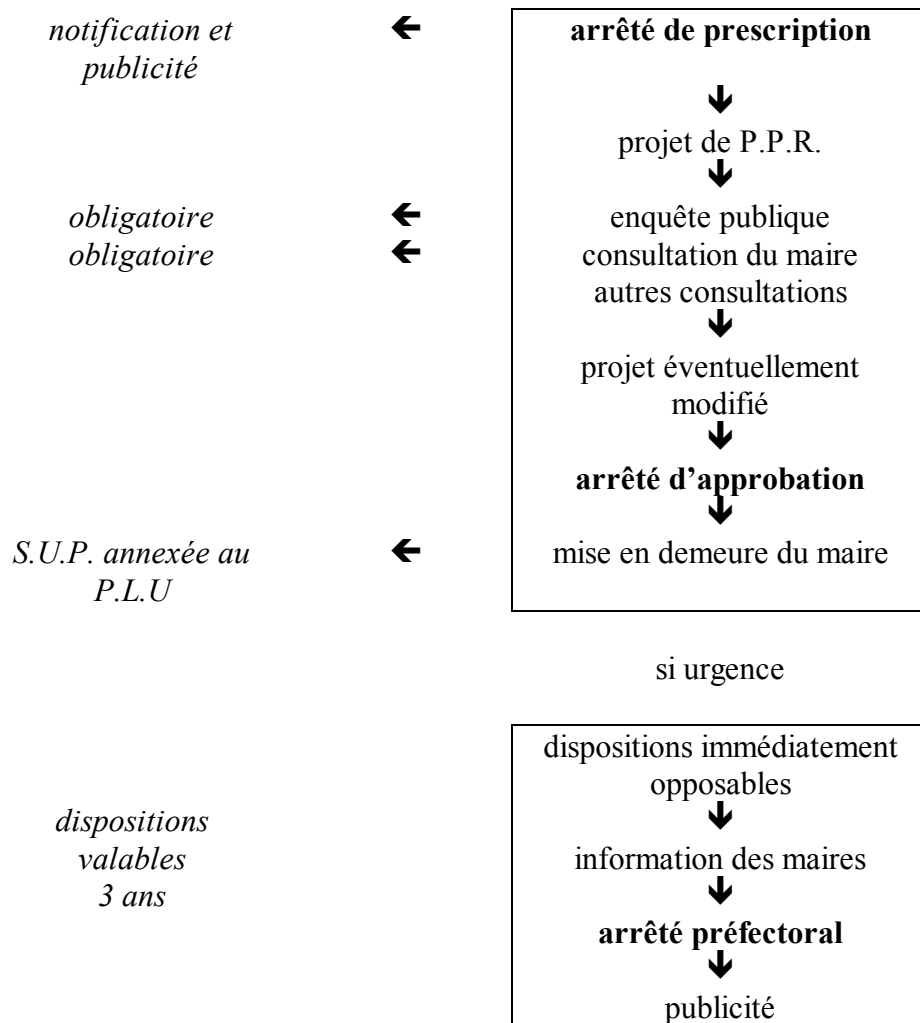 notification et
publicité
arrêté de prescription
projet de P.P.R.
obligatoire
enquête publique
obligatoire
consultation du maire
autres consultations
projet éventuellement
modifié
arrêté d’approbation
S.U.P. annexée au
P.L.U
mise en demeure du maire
si urgence
dispositions immédiatement
opposables
dispositions
valables
3 ans
information des maires
arrêté préfectoral
publicité